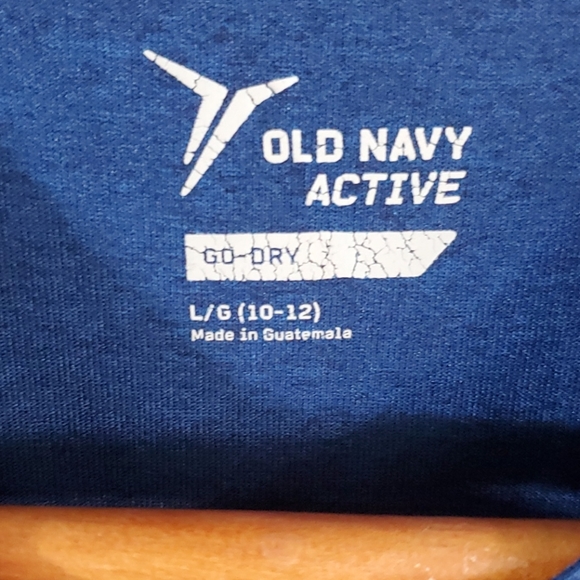 OLD NAVY
ACTIVE
GO-DRY
L/G (10-12)
Made in Guatemala